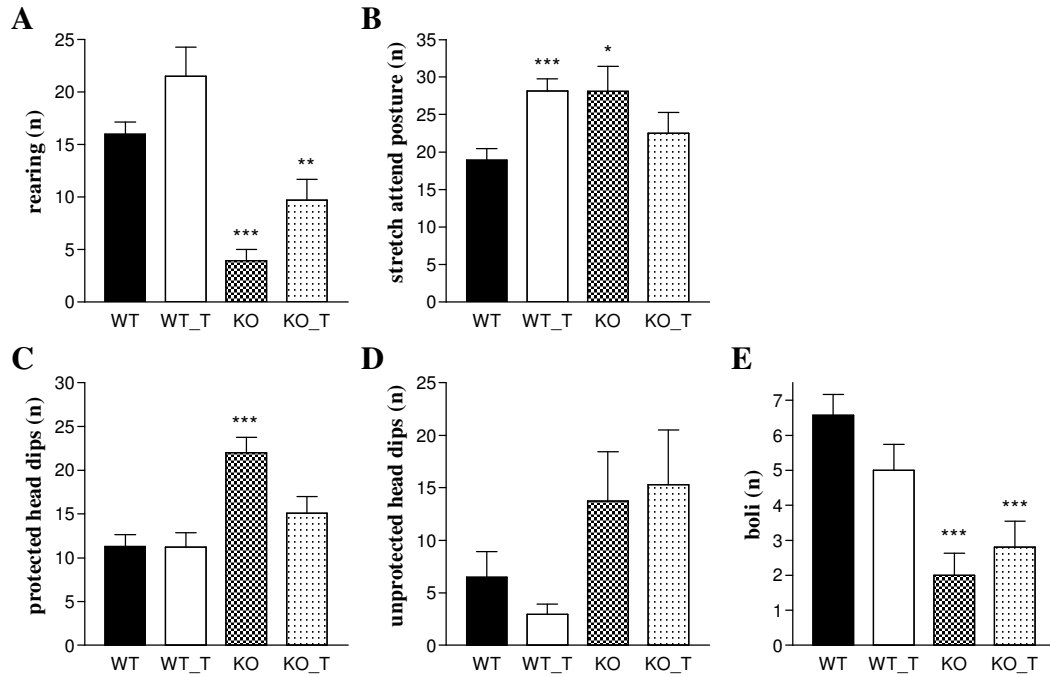 A
rearing (n)
25
20
15
10
5
0
***
**
WT WT_T KO KO_T
B
stretch attend posture (n)
35
30
25
20
15
10
5
0
***
*
WT WT_T KO KO_T
C
protected head dips (n)
30
25
20
15
10
5
0
***
WT WT_T KO KO_T
D
unprotected head dips (n)
25
20
15
10
5
0
WT WT_T KO KO_T
E
boli (n)
7
6
5
4
3
2
1
0
***
***
WT WT_T KO KO_T